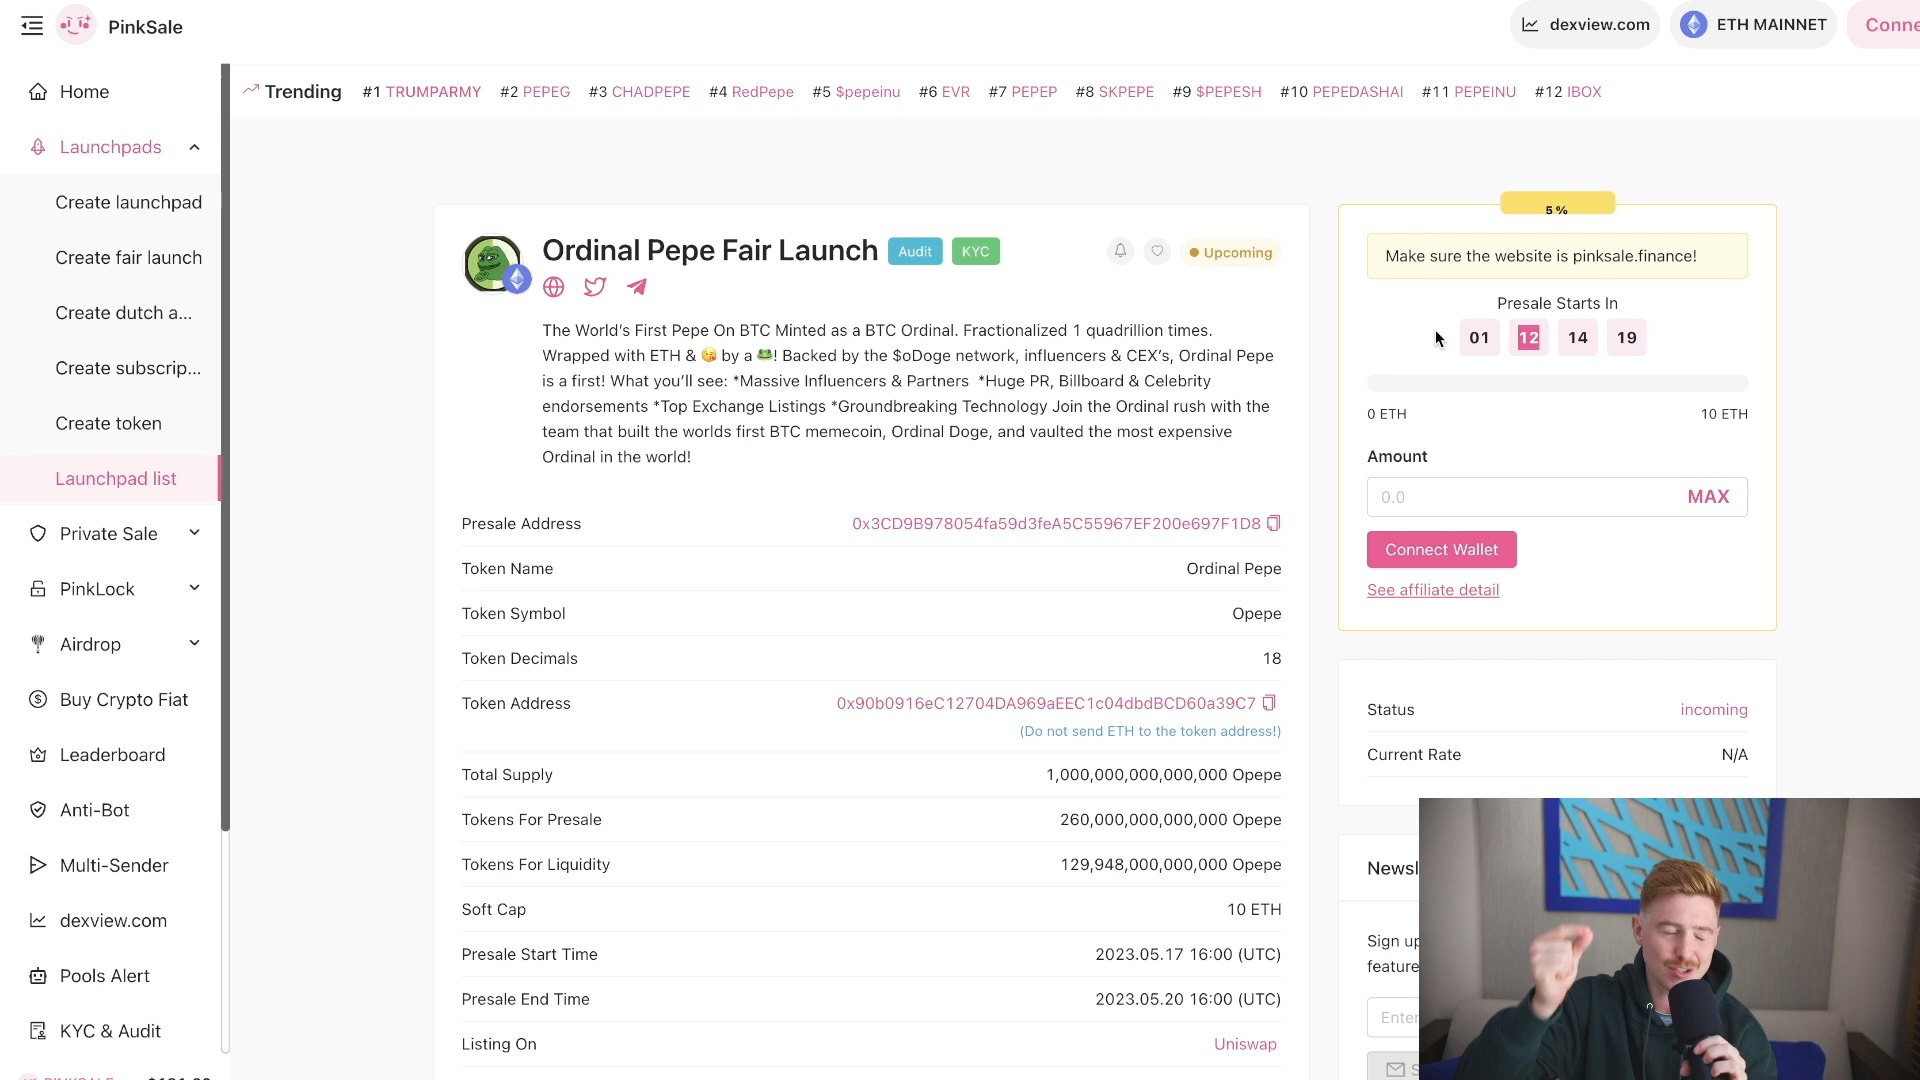 PinkSale
dexview.com
ETH MAINNET
Conne
Home
Launchpads
Create launchpad
Create fair launch
Create dutch a...
Create subscrip...
Create token
Launchpad list
Private Sale
PinkLock
Airdrop
Buy Crypto Fiat
Leaderboard
Anti-Bot
Multi-Sender
dexview.com
Pools Alert
KYC & Audit
Trending #1 TRUMPARMY #2 PEPEG #3 CHADPEPE #4 RedPepe #5 $pepeinu #6 EVR #7 PEPEP #8 SKPEPE #9 $PEPESH #10 PEPEDASHAI #11 PEPEINU #12 IBOX
Ordinal Pepe Fair Launch Audit KYC
Upcoming
The World's First Pepe On BTC Minted as a BTC Ordinal. Fractionalized 1 quadrillion times.
Wrapped with ETH & 😘 by a 🐸! Backed by the $oDoge network, influencers & CEX's, Ordinal Pepe
is a first! What you'll see: *Massive Influencers & Partners *Huge PR, Billboard & Celebrity
endorsements *Top Exchange Listings *Groundbreaking Technology Join the Ordinal rush with the
team that built the worlds first BTC memecoin, Ordinal Doge, and vaulted the most expensive
Ordinal in the world!
Presale Address 0x3CD9B978054fa59d3feA5C55967EF200e697F1D8
Token Name Ordinal Pepe
Token Symbol Opepe
Token Decimals 18
Token Address 0x90b0916eC12704DA969aEEC1c04dbdBCD60a39C7
(Do not send ETH to the token address!)
Total Supply 1,000,000,000,000,000 Opepe
Tokens For Presale 260,000,000,000,000 Opepe
Tokens For Liquidity 129,948,000,000,000 Opepe
Soft Cap 10 ETH
Presale Start Time 2023.05.17 16:00 (UTC)
Presale End Time 2023.05.20 16:00 (UTC)
Listing On Uniswap
5 %
Make sure the website is pinksale.finance!
Presale Starts In
01 12 14 19
0 ETH 10 ETH
Amount
0.0 MAX
Connect Wallet
See affiliate detail
Status incoming
Current Rate N/A
Newsl
Sign up
feature
Enter